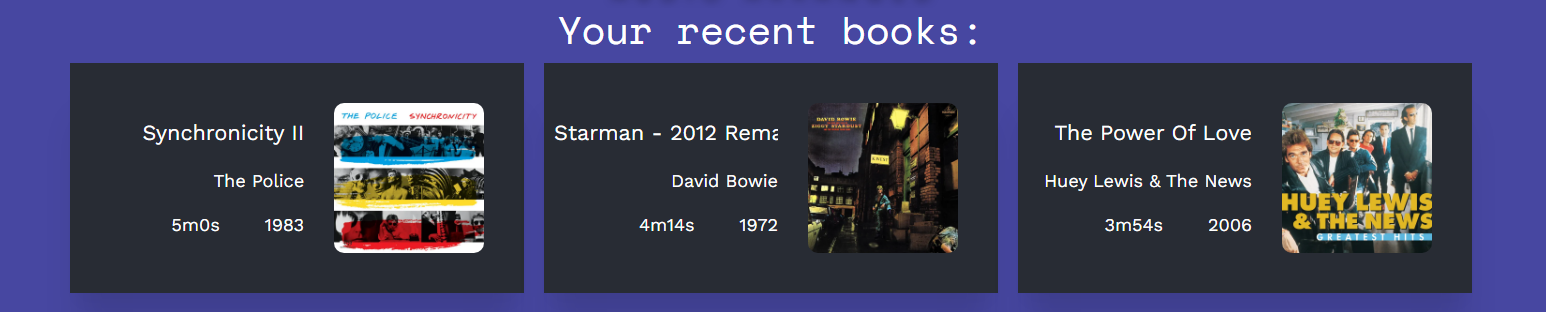 Your recent books:
Synchronicity II
The Police
5m0s 1983
THE POLICE SYNCHRONICITY
Starman - 2012 Rema
David Bowie
4m14s 1972
DAVID BOWIE
ZIGGY STARDUST
The Power Of Love
Huey Lewis & The News
3m54s 2006
HUEY LEWIS
& THE NEWS
GREATEST HITS